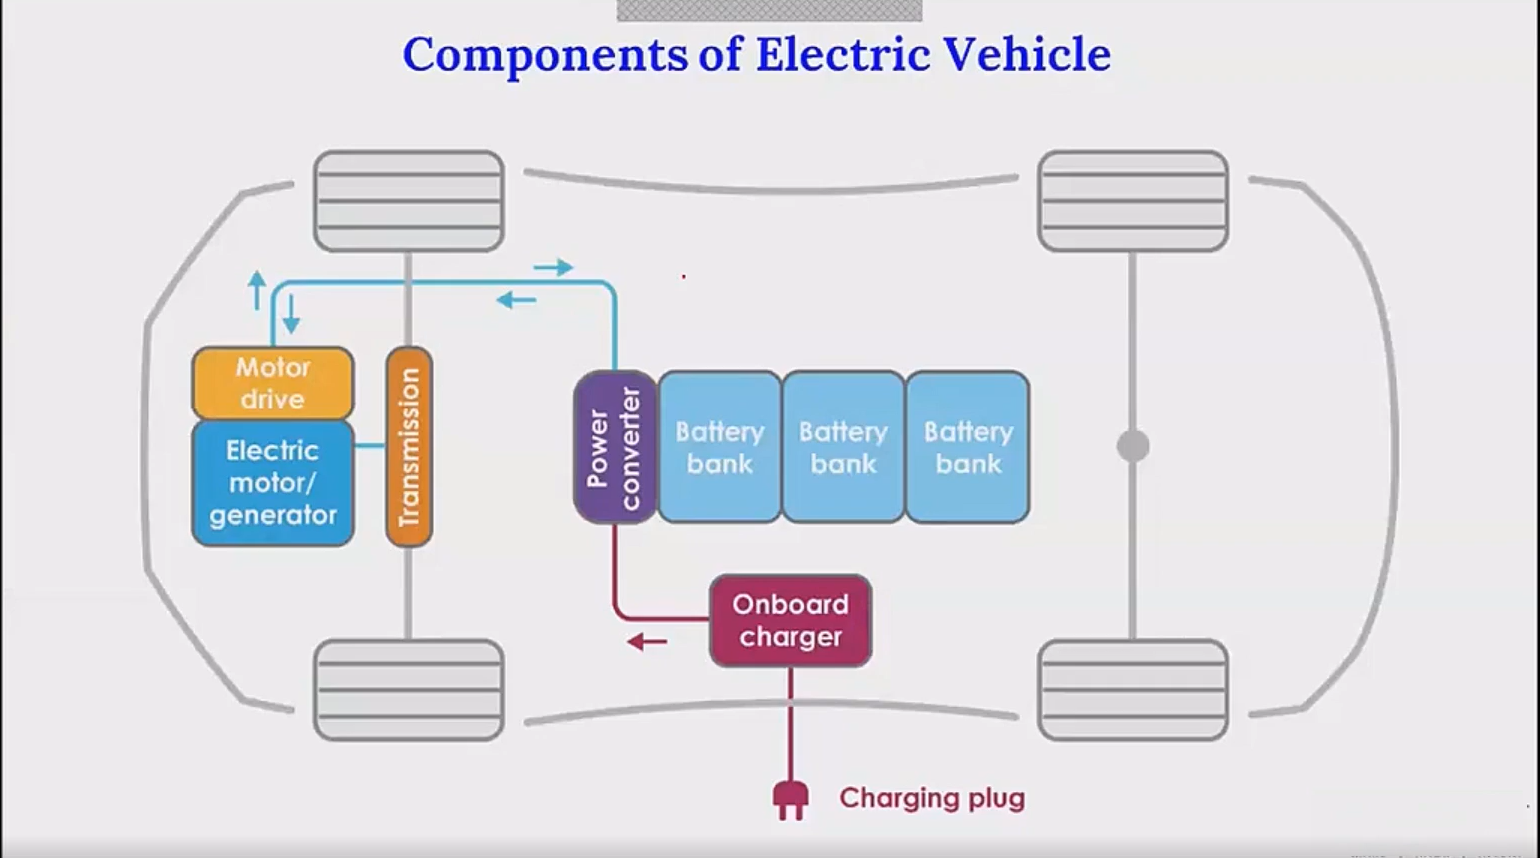 Components of Electric Vehicle
Motor
drive
Electric
motor/
generator
Transmission
Power
converter
Battery
bank
Battery
bank
Battery
bank
Onboard
charger
Charging plug